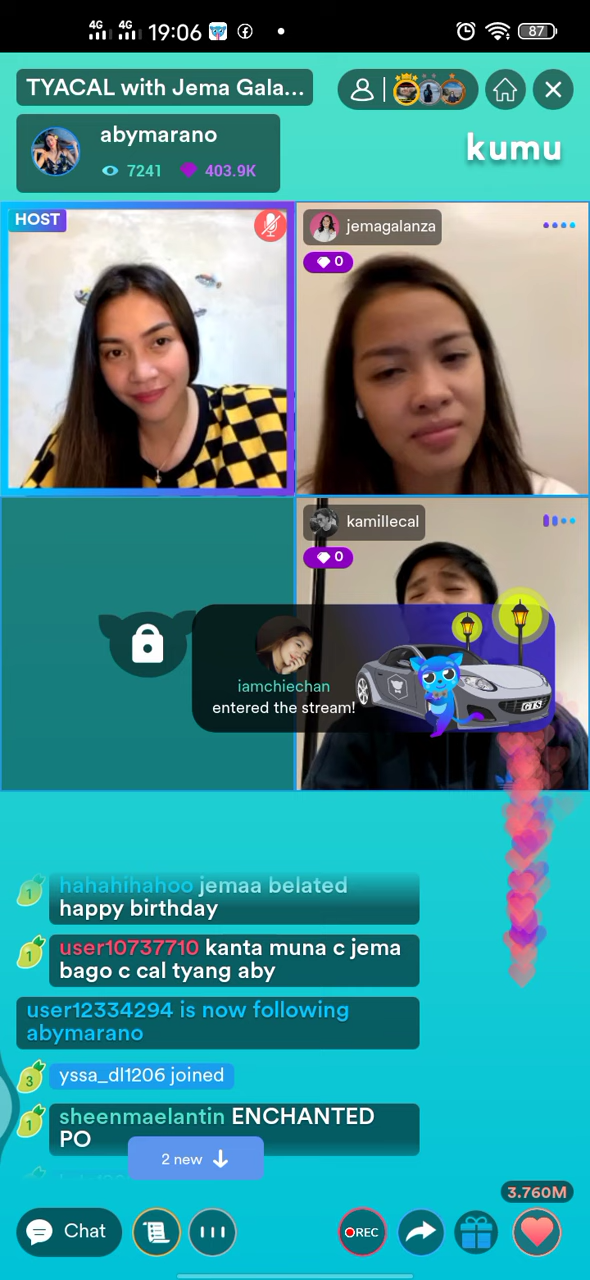 4G 4G 19:06 87
TYACAL with Jema Gala...
abymarano
7241 403.9K
kumu
HOST
jemagalanza
0
kamillecal
0
iamchiechan
entered the stream!
hahahihahoo jemaa belated
happy birthday
1
user10737710 kanta muna c jema
bago c cal tyang aby
1
user12334294 is now following
abymarano
3
yssa_dl1206 joined
1
sheenmaelantin ENCHANTED
PO
2 new
3.760M
Chat
REC